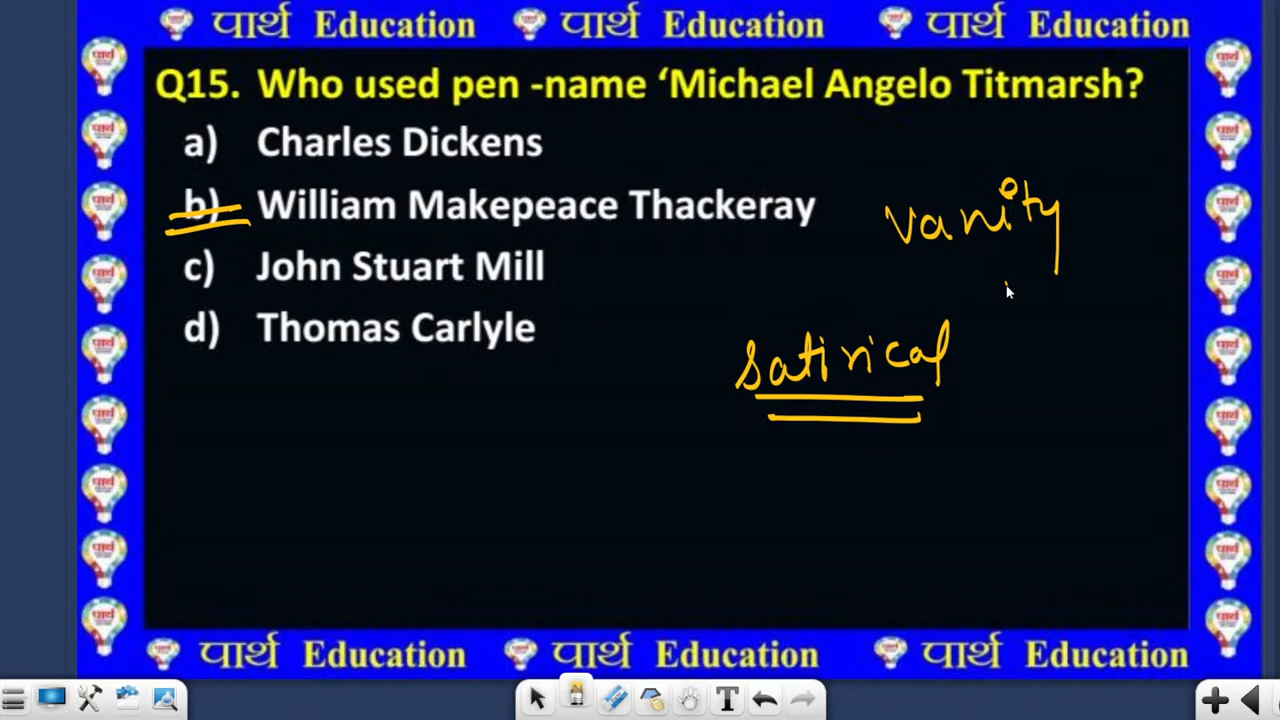 पार्थ Education पार्थ Education पार्थ Education
Q15. Who used pen -name ‘Michael Angelo Titmarsh?
a) Charles Dickens
b) William Makepeace Thackeray
c) John Stuart Mill
d) Thomas Carlyle
vanity
satirical
पार्थ Education पार्थ Education पार्थ Education